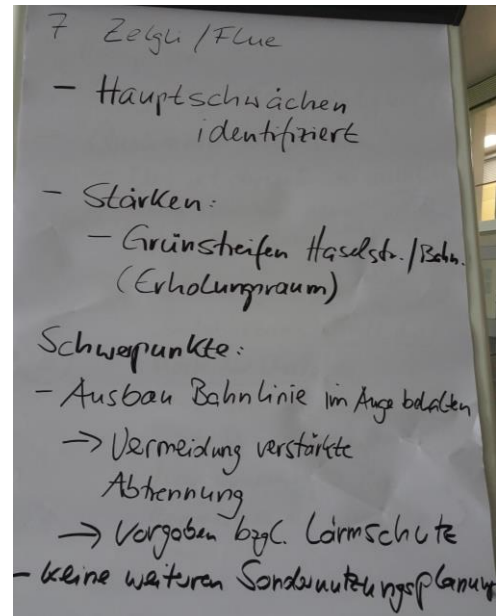 7 Zelgli/Flue
- Hauptschwächen
identifiziert
- Stärken:
- Grünstreifen Haselstr./Bahn.
(Erholungsraum)
Schwerpunkte:
- Ausbau Bahnlinie im Auge behalten
→ Vermeidung verstärkte
Abtrennung
→ Vorgaben bzgl. Lärmschutz
- keine weiteren Sondernutzungsplanung